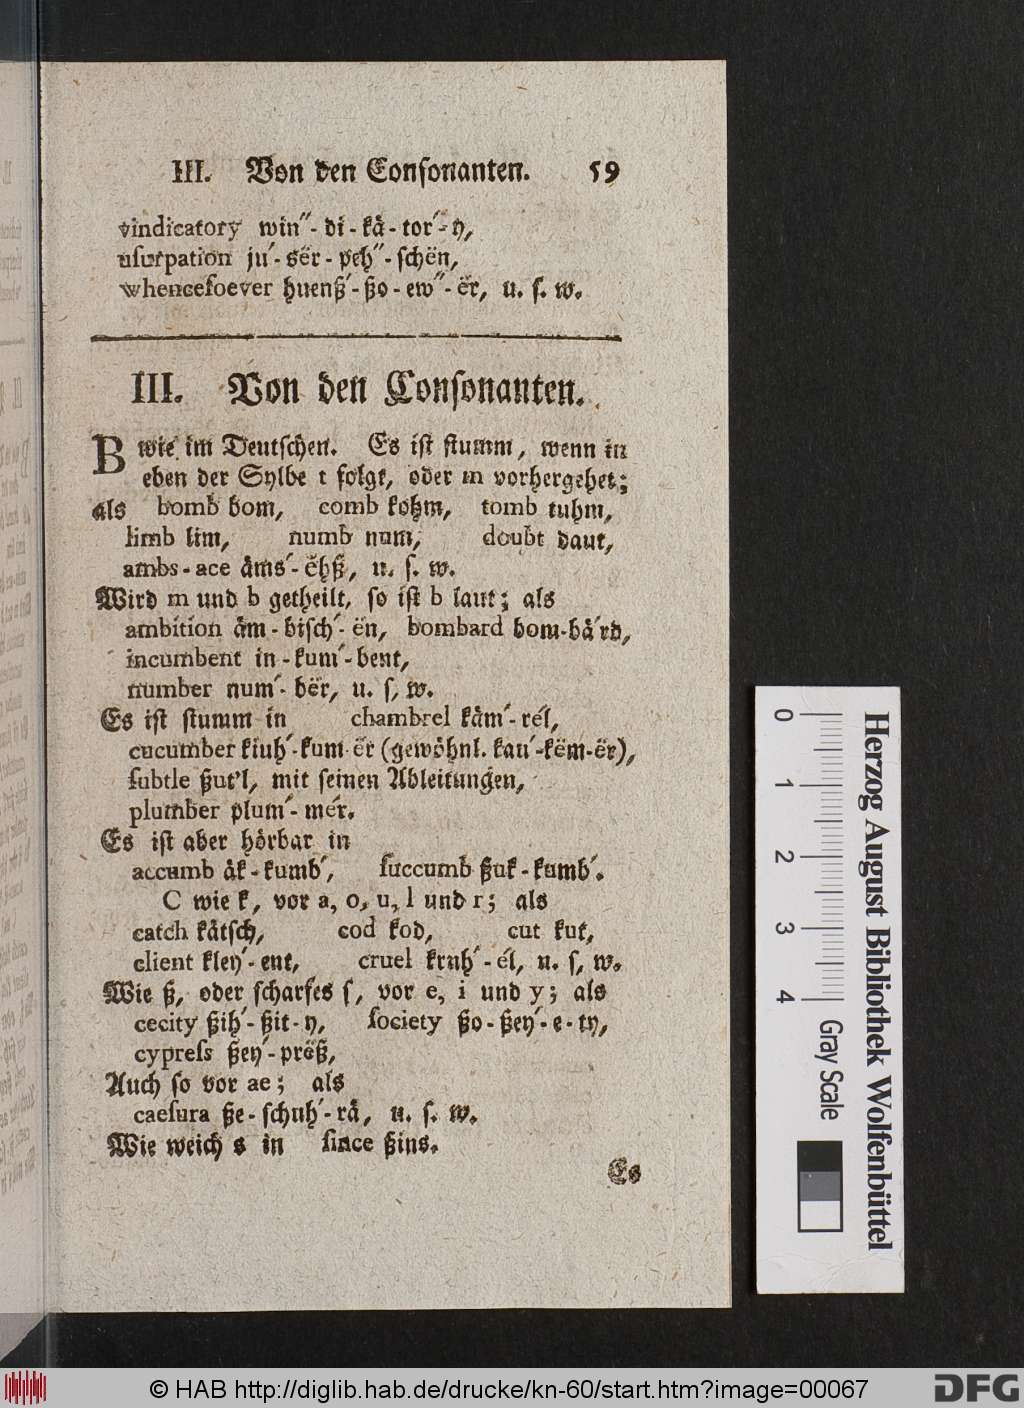 III. Von den Conſonanten. 59
vindicatory win″- di - kå - tor′- y,
uſurpation ju′- sër - peh″- ſchën,
whenceſoever huenß′- ßo - ew″- ër, u. ſ. w.
III. Von den Conſonanten.
B wie im Deutſchen. Es iſt ſtumm, wenn in
eben der Sylbe t folgt, oder m vorhergehet;
als bomb bom, comb kohm, tomb tuhm,
limb lim, numb num, doubt daut,
ambs-ace åms′- ëhß, u. ſ. w.
Wird m und b getheilt, ſo iſt b laut; als
ambition åm - biſch′- ën, bombard bom-bå′rd,
incumbent in - kum′- bent,
number num′- bër, u. ſ. w.
Es iſt ſtumm in chambrel kåm′- rél,
cucumber kiuh′- kum-ër (gewöhnl. kau′-këm-ër),
ſubtle ßut’l, mit ſeinen Ableitungen,
plumber plum′- mér.
Es iſt aber hörbar in
accumb åk - kumb′, ſuccumb ßuk - kumb′.
C wie k, vor a, o, u, l und r; als
catch kåtſch, cod kod, cut kut,
client kley′- ent, cruel kruh′- él, u. ſ. w.
Wie ß, oder ſcharfes ſ, vor e, i und y; als
cecity ßih′- ßit - y, ſociety ßo - ßey′- e - ty,
cypreſs ßey′- prëß,
Auch ſo vor ae; als
caeſura ße - ſchuh′- rå, u. ſ. w.
Wie weich s in ſince ßins.
Es
0 1 2 3 4
Gray Scale
Herzog August Bibliothek Wolfenbüttel
© HAB http://diglib.hab.de/drucke/kn-60/start.htm?image=00067
DFG